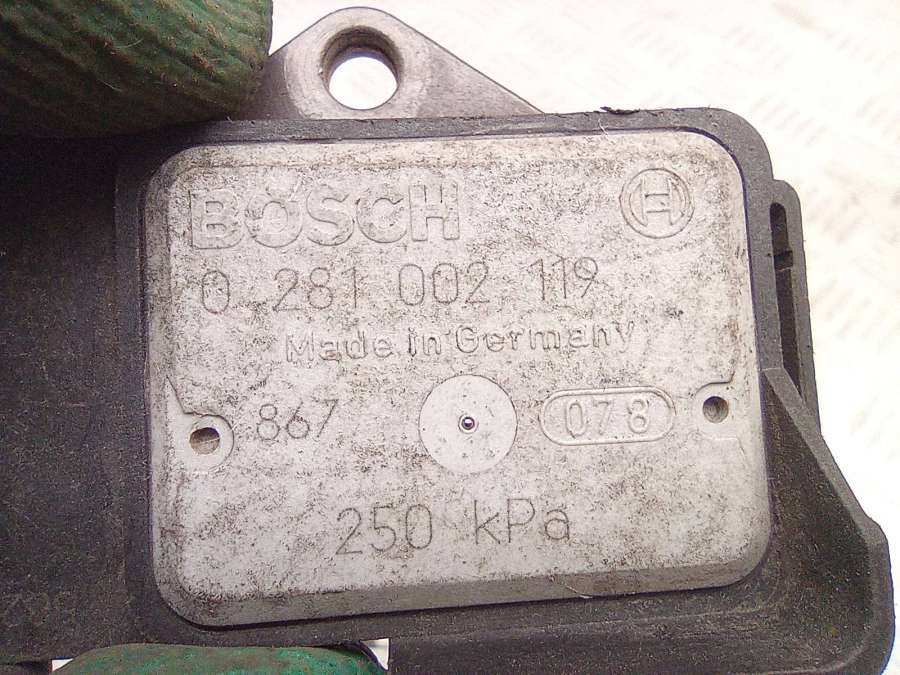 BOSCH
0 281 002 119
Made in Germany
867 078
250 kPa